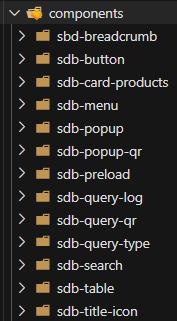 components
sbd-breadcrumb
sdb-button
sdb-card-products
sdb-menu
sdb-popup
sdb-popup-qr
sdb-preload
sdb-query-log
sdb-query-qr
sdb-query-type
sdb-search
sdb-table
sdb-title-icon